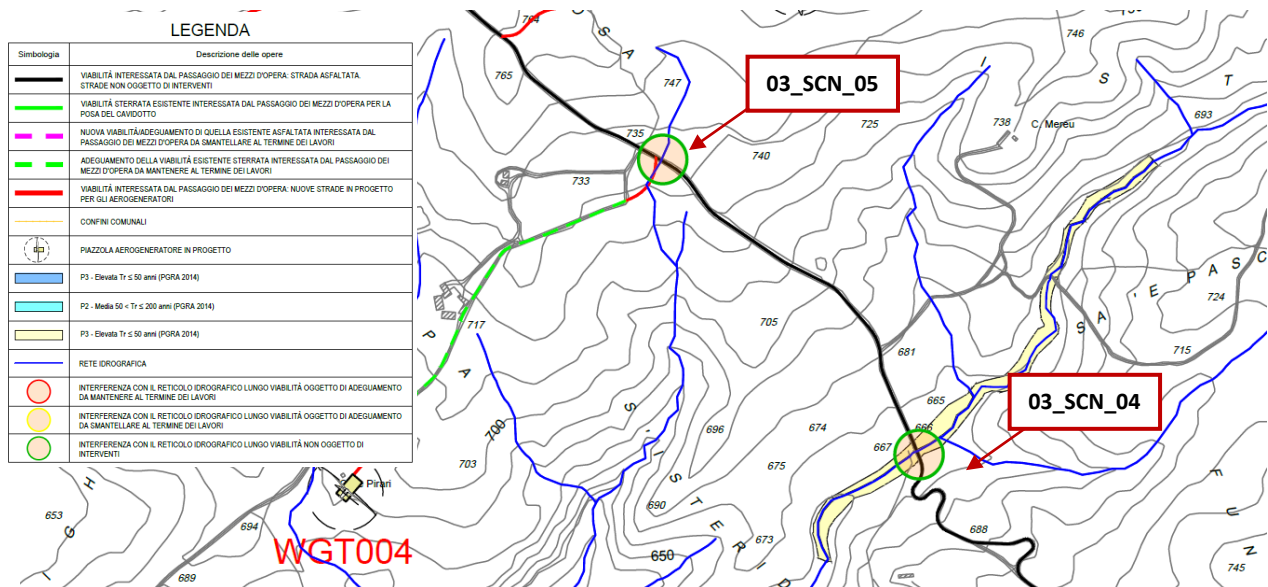 LEGENDA
Simbologia
Descrizione delle opere
VIABILITÀ INTERESSATA DAL PASSAGGIO DEI MEZZI D'OPERA: STRADA ASFALTATA.
STRADE NON OGGETTO DI INTERVENTI
VIABILITÀ STERRATA ESISTENTE INTERESSATA DAL PASSAGGIO DEI MEZZI D'OPERA PER LA
POSA DEL CAVIDOTTO
NUOVA VIABILITÀ/ADEGUAMENTO DI QUELLA ESISTENTE ASFALTATA INTERESSATA DAL
PASSAGGIO DEI MEZZI D'OPERA DA SMANTELLARE AL TERMINE DEI LAVORI
ADEGUAMENTO DELLA VIABILITÀ ESISTENTE STERRATA INTERESSATA DAL PASSAGGIO DEI
MEZZI D'OPERA DA MANTENERE AL TERMINE DEI LAVORI
VIABILITÀ INTERESSATA DAL PASSAGGIO DEI MEZZI D'OPERA: NUOVE STRADE IN PROGETTO
PER GLI AEROGENERATORI
CONFINI COMUNALI
PIAZZOLA AEROGENERATORE IN PROGETTO
P3 - Elevata Tr ≤ 50 anni (PGRA 2014)
P2 - Media 50 < Tr ≤ 200 anni (PGRA 2014)
P3 - Elevata Tr ≤ 50 anni (PGRA 2014)
RETE IDROGRAFICA
INTERFERENZA CON IL RETICOLO IDROGRAFICO LUNGO VIABILITÁ OGGETTO DI ADEGUAMENTO
DA MANTENERE AL TERMINE DEI LAVORI
INTERFERENZA CON IL RETICOLO IDROGRAFICO LUNGO VIABILITÁ OGGETTO DI ADEGUAMENTO
DA SMANTELLARE AL TERMINE DEI LAVORI
INTERFERENZA CON IL RETICOLO IDROGRAFICO LUNGO VIABILITÁ NON OGGETTO DI
INTERVENTI
764
O S A
746
765
747
03_SCN_05
I S T
693
725
738
C. Mereu
735
740
733
SA 'E PASC
724
717
705
715
681
P A
665
03_SCN_04
666
700
696
674
667
703
675
S 'ISTERID
Pirari
690
FUN
653
G H I
694
673
688
WGT004
650
689
745